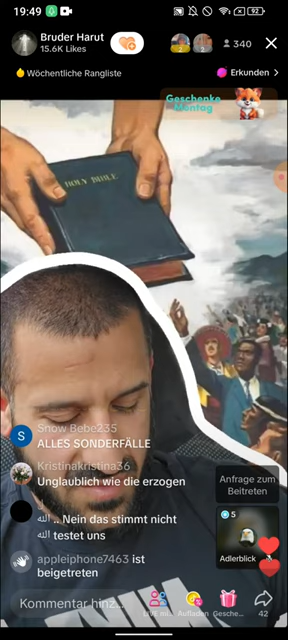 19:49
92
Bruder Harut
15.6K Likes
340
Wöchentliche Rangliste
Erkunden >
Geschenke
Montag
HOLY BIBLE
S
Snow Bebe235
ALLES SONDERFÄLLE
Kristinakristina36
Unglaublich wie die erzogen
الله .. Nein das stimmt nicht
الله testet uns
appleiphone7463 ist
beigetreten
Anfrage zum
Beitreten
5
Adlerblick
Kommentar hinz...
LIVE mi...
Aufladen
Gesche...
42